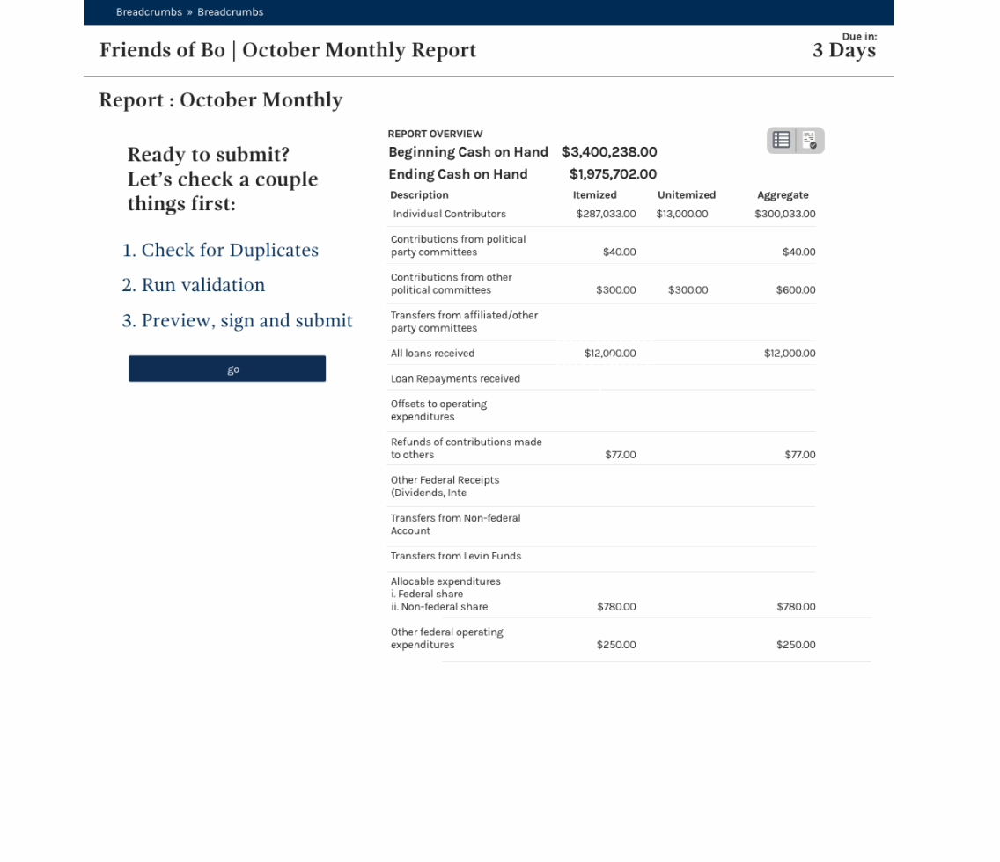 Breadcrumbs » Breadcrumbs
Friends of Bo | October Monthly Report
Due in:
3 Days
Report : October Monthly
Ready to submit?
Let’s check a couple
things first:
1. Check for Duplicates
2. Run validation
3. Preview, sign and submit
go
REPORT OVERVIEW
Beginning Cash on Hand $3,400,238.00
Ending Cash on Hand $1,975,702.00
Description Itemized Unitemized Aggregate
Individual Contributors $287,033.00 $13,000.00 $300,033.00
Contributions from political
party committees $40.00 $40.00
Contributions from other
political committees $300.00 $300.00 $600.00
Transfers from affiliated/other
party committees
All loans received $12,000.00 $12,000.00
Loan Repayments received
Offsets to operating
expenditures
Refunds of contributions made
to others $77.00 $77.00
Other Federal Receipts
(Dividends, Inte
Transfers from Non-federal
Account
Transfers from Levin Funds
Allocable expenditures
i. Federal share
ii. Non-federal share $780.00 $780.00
Other federal operating
expenditures $250.00 $250.00